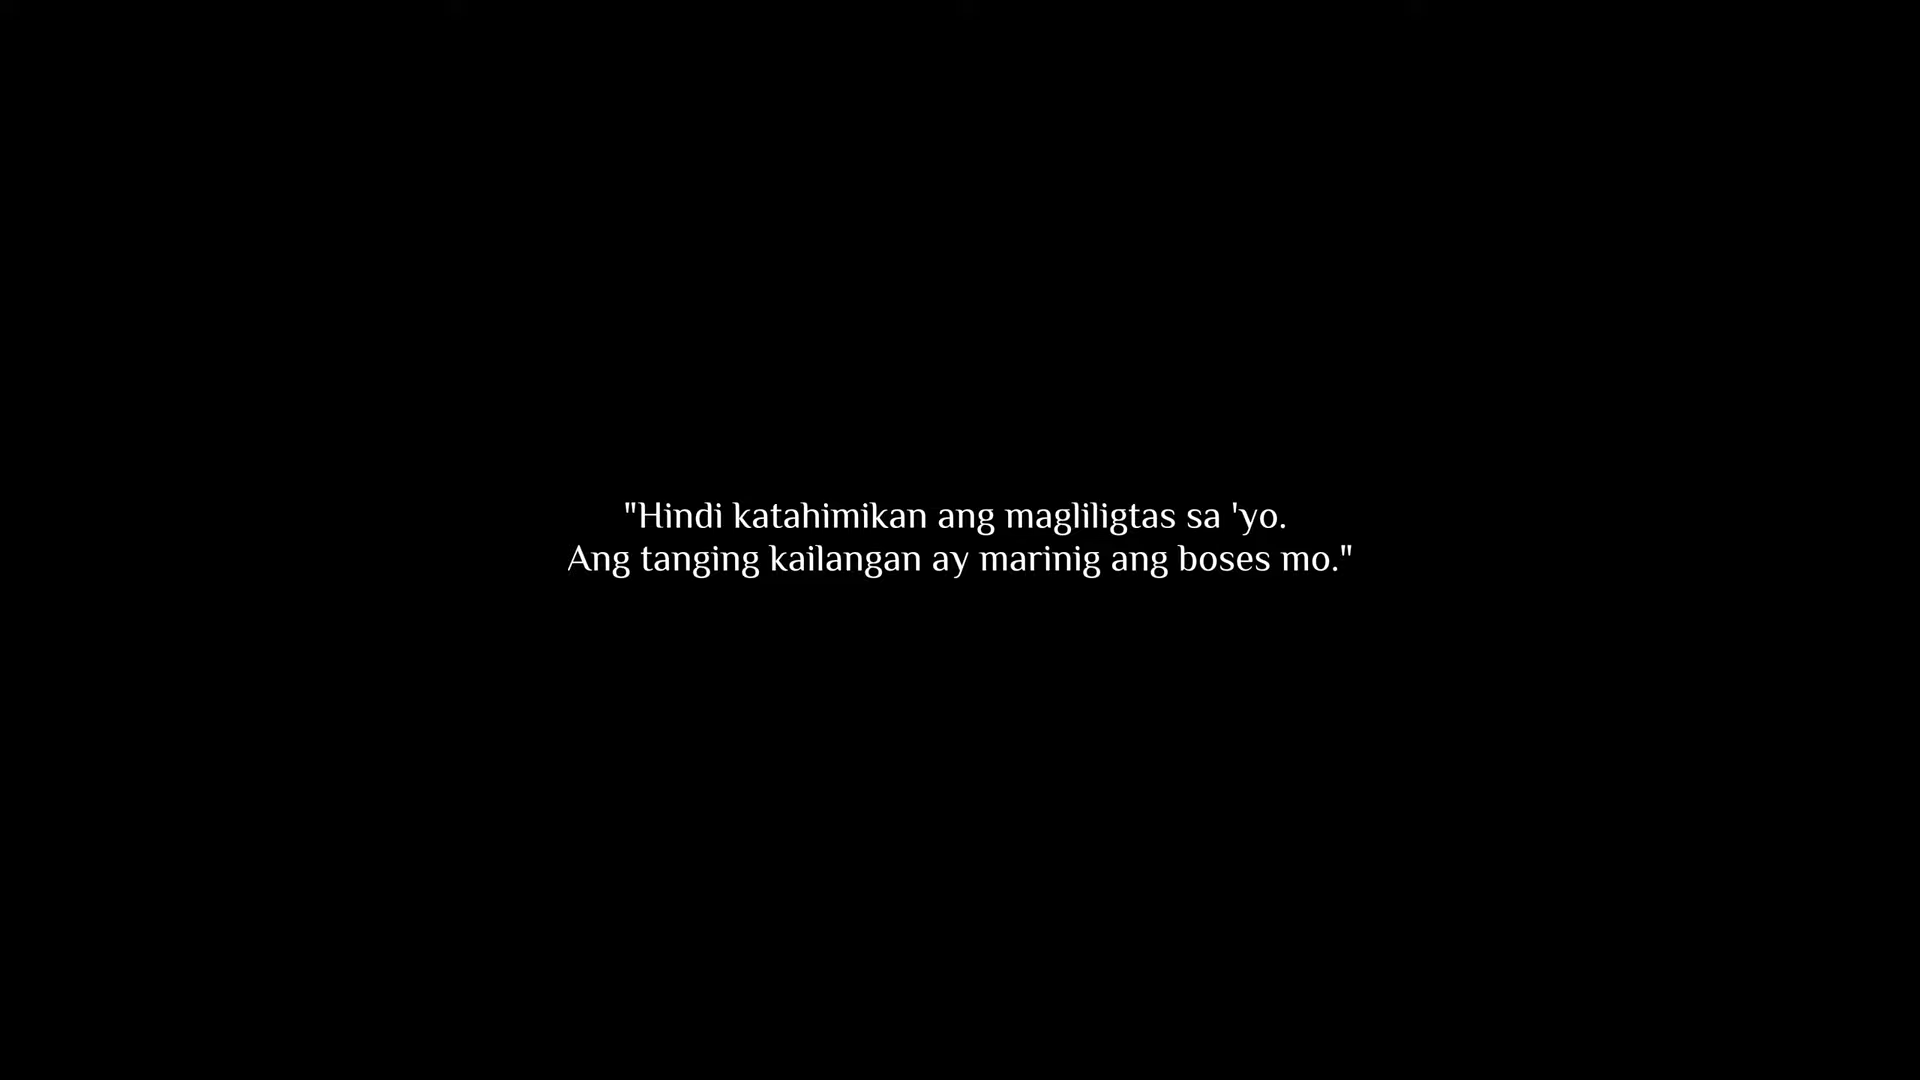 "Hindi katahimikan ang magliligtas sa 'yo.
Ang tanging kailangan ay marinig ang boses mo."